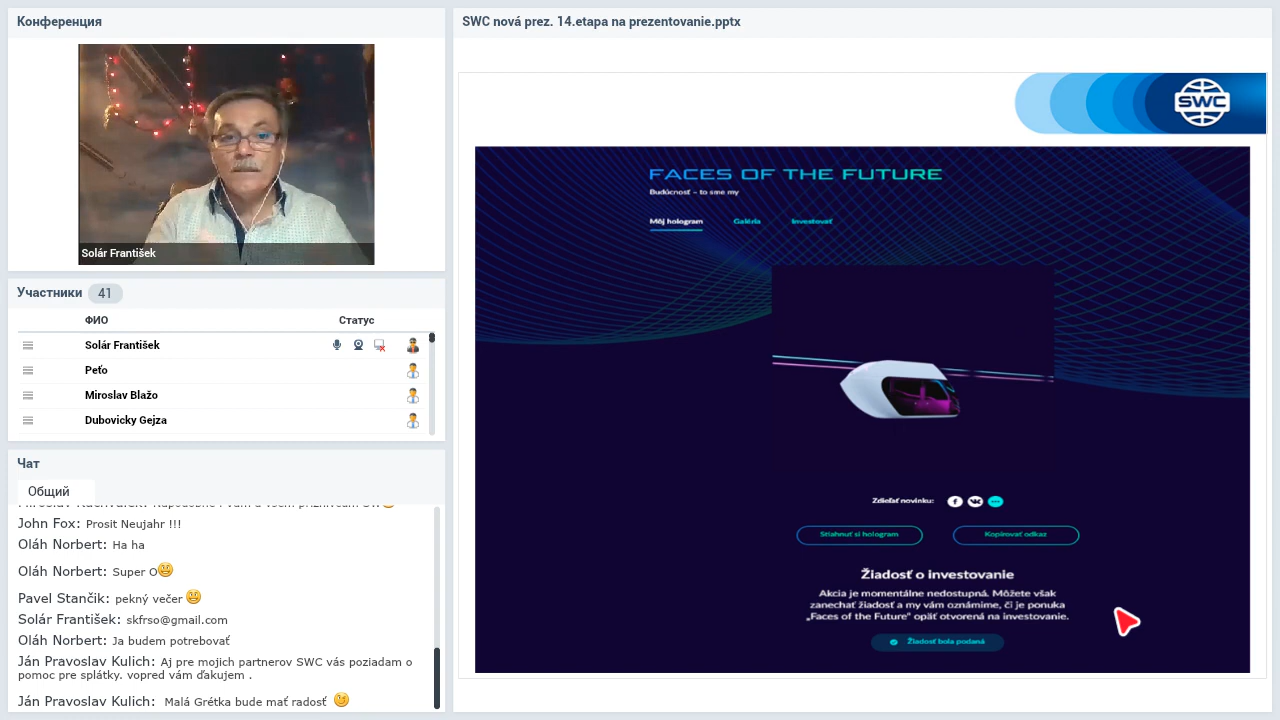 Конференция
Solár František
Участники 41
ФИО Статус
Solár František
Peťo
Miroslav Blažo
Dubovicky Gejza
Чат
Общий
John Fox: Prosit Neujahr !!!
Oláh Norbert: Ha ha
Oláh Norbert: Super O
Pavel Stančik: pekný večer
Solár František: skfrso@gmail.com
Oláh Norbert: Ja budem potrebovať
Ján Pravoslav Kulich: Aj pre mojich partnerov SWC vás poziadam o
pomoc pre splátky. vopred vám ďakujem .
Ján Pravoslav Kulich: Malá Grétka bude mať radosť
SWC nová prez. 14.etapa na prezentovanie.pptx
SWC
FACES OF THE FUTURE
Budúcnosť – to sme my
Môj hologram Galéria Investovať
Zdieľať novinku:
Stiahnuť si hologram Kopírovať odkaz
Žiadosť o investovanie
Akcia je momentálne nedostupná. Môžete však
zanechať žiadosť a my vám oznámime, či je ponuka
„Faces of the Future" opäť otvorená na investovanie.
Žiadosť bola podaná